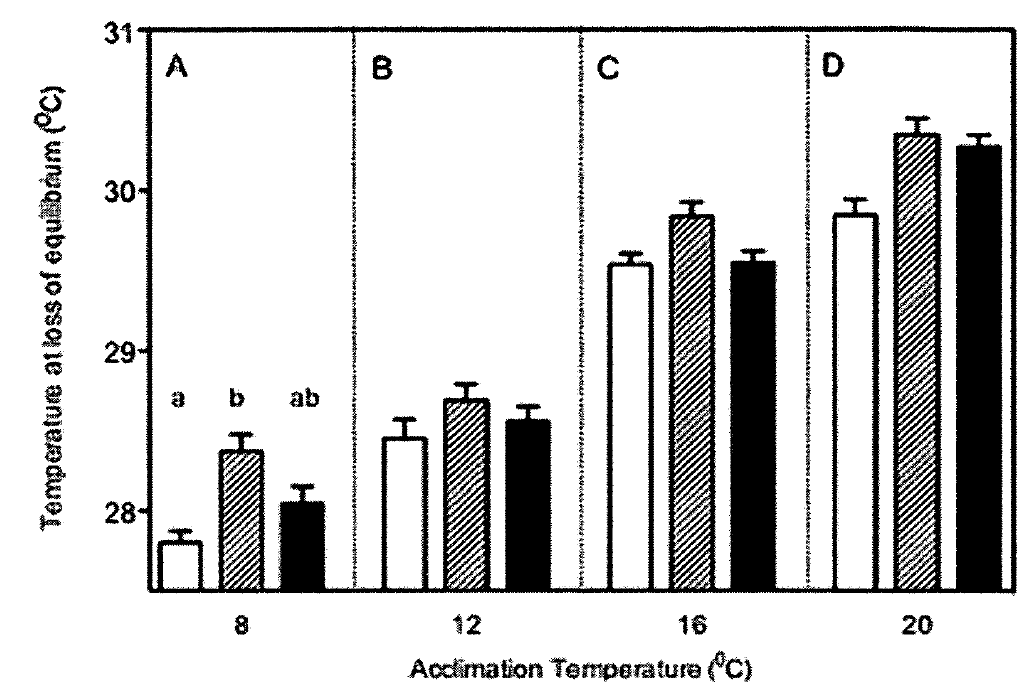 31
A
B
C
D
30
29
28
a
b
ab
8
12
16
20
Temperature at loss of equilibrium (⁰C)
Acclimation Temperature (⁰C)